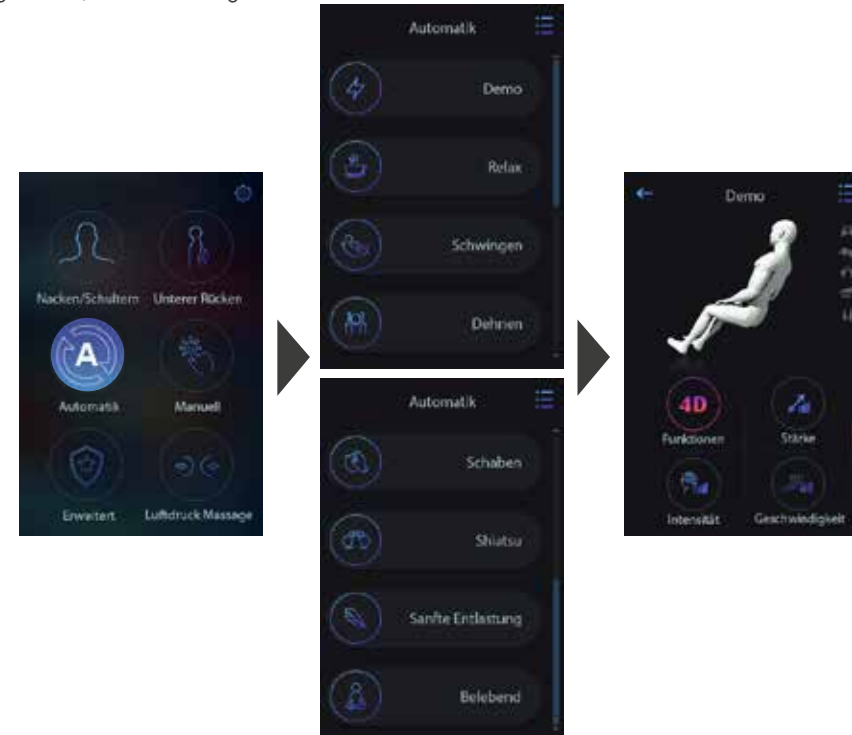 Nacken/Schultern
Unterer Rücken
A
Automatik
Manuell
Erweitert
Luftdruck Massage
Automatik
Demo
Relax
Schwingen
Dehnen
Automatik
Schaben
Shiatsu
Sanfte Entlastung
Belebend
Demo
4D
Funktionen
Stärke
Intensität
Geschwindigkeit